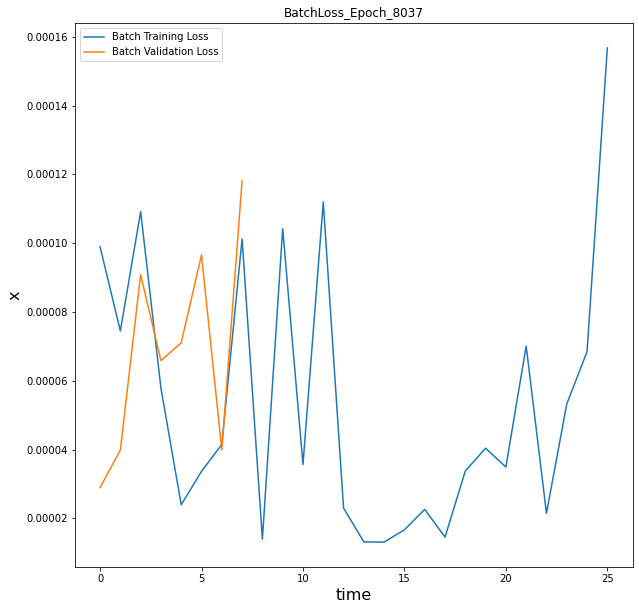 BatchLoss_Epoch_8037
Batch Training Loss
Batch Validation Loss
0.00016
0.00014
0.00012
0.00010
0.00008
0.00006
0.00004
0.00002
x
0 5 10 15 20 25
time